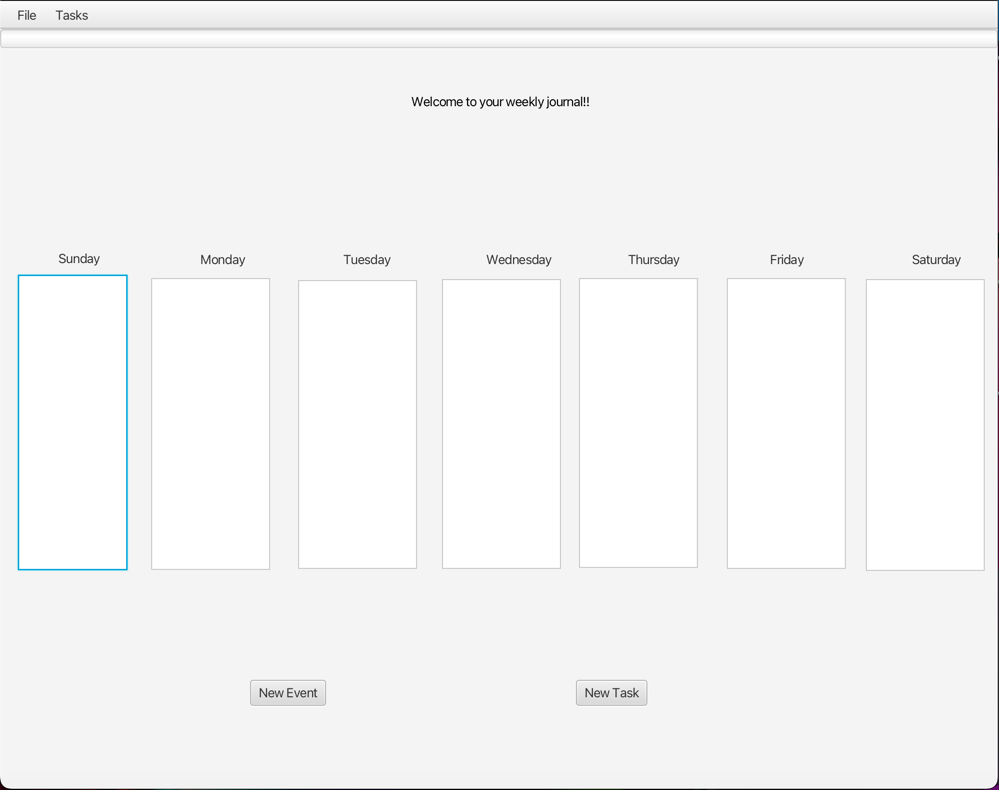 File Tasks
Welcome to your weekly journal!!
Sunday Monday Tuesday Wednesday Thursday Friday Saturday
New Event New Task